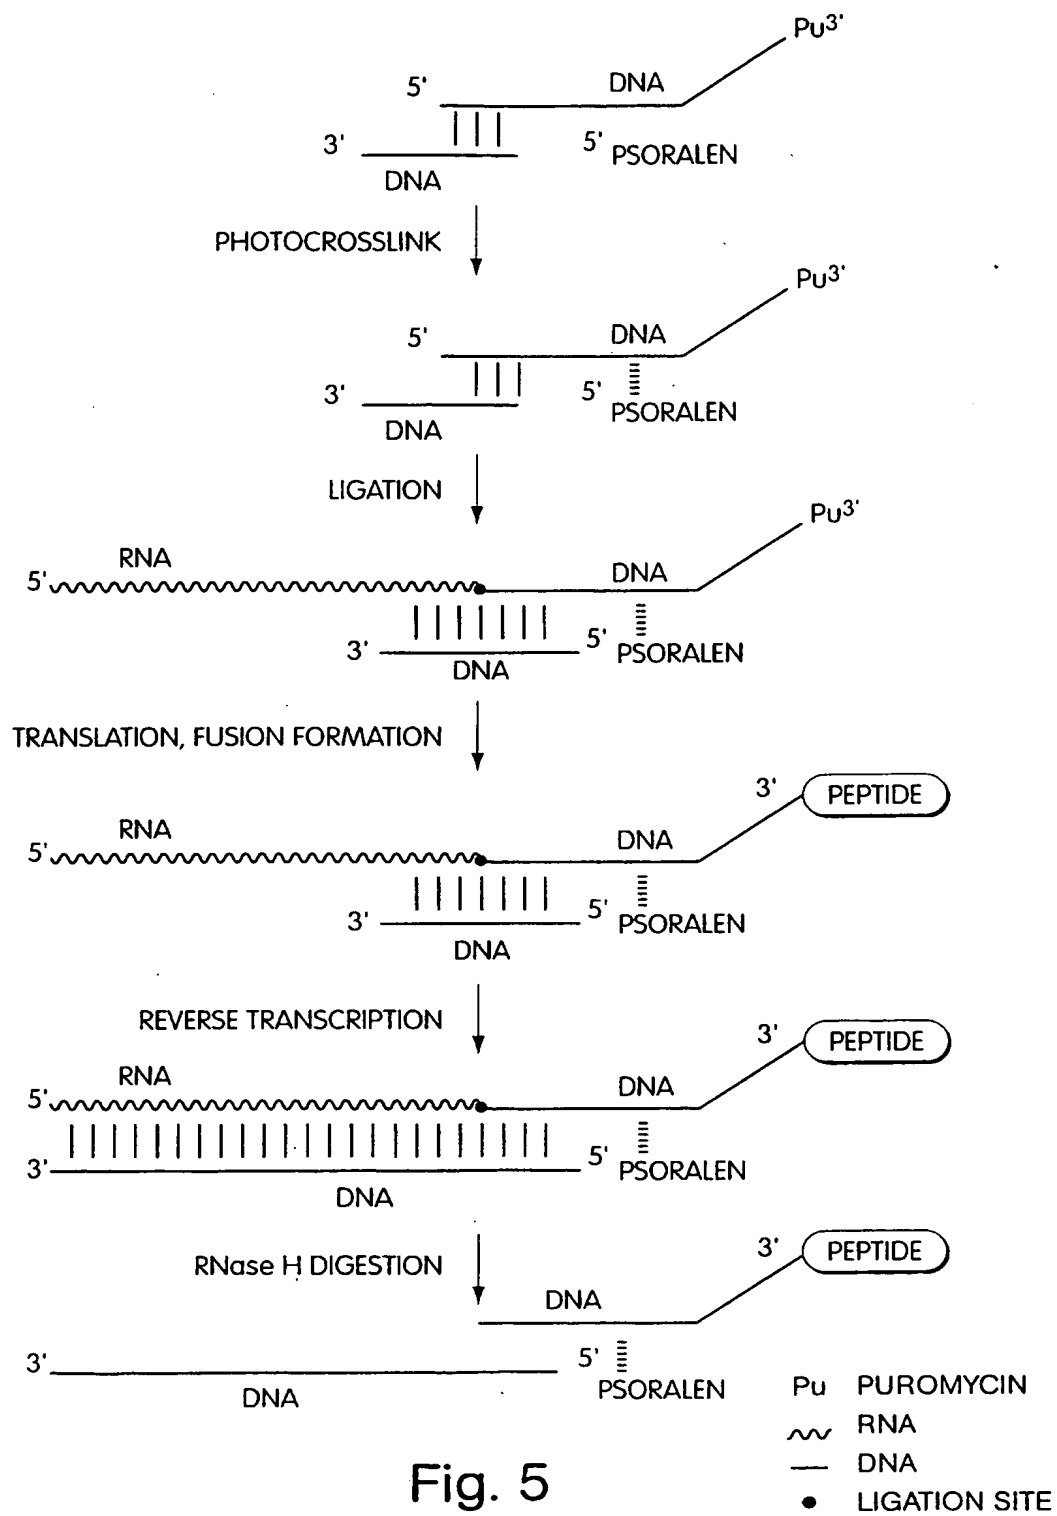 Pu3'
5' DNA
3' 5' PSORALEN
DNA
PHOTOCROSSLINK
Pu3'
5' DNA
3' 5' PSORALEN
DNA
LIGATION
Pu3'
RNA DNA
5'
3' 5' PSORALEN
DNA
TRANSLATION, FUSION FORMATION
3' PEPTIDE
RNA DNA
5'
3' 5' PSORALEN
DNA
REVERSE TRANSCRIPTION
3' PEPTIDE
RNA DNA
5'
3' 5' PSORALEN
DNA
RNase H DIGESTION
3' PEPTIDE
DNA
3' 5' PSORALEN
DNA
Pu PUROMYCIN
RNA
DNA
LIGATION SITE
Fig. 5